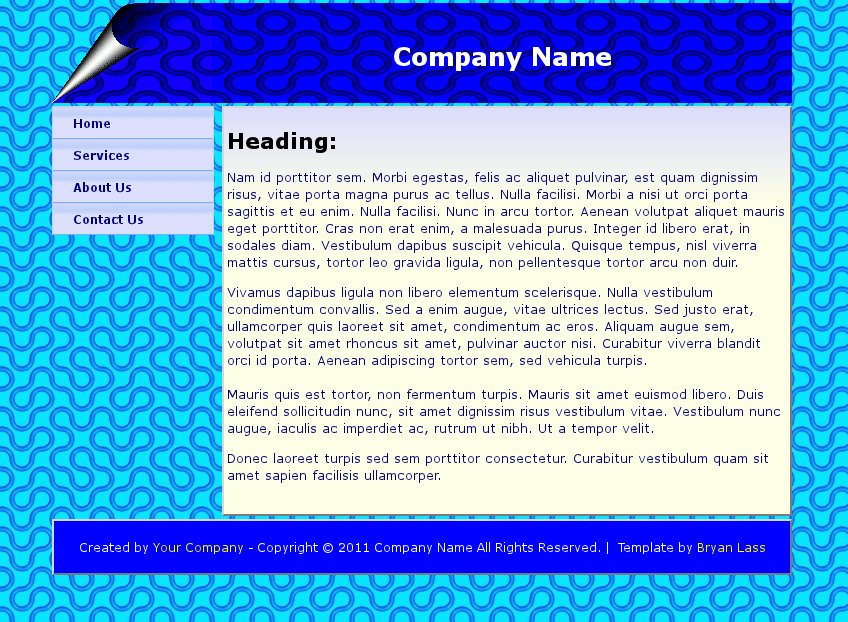 Company Name
Home
Services
About Us
Contact Us
Heading:
Nam id porttitor sem. Morbi egestas, felis ac aliquet pulvinar, est quam dignissim
risus, vitae porta magna purus ac tellus. Nulla facilisi. Morbi a nisi ut orci porta
sagittis et eu enim. Nulla facilisi. Nunc in arcu tortor. Aenean volutpat aliquet mauris
eget porttitor. Cras non erat enim, a malesuada purus. Integer id libero erat, in
sodales diam. Vestibulum dapibus suscipit vehicula. Quisque tempus, nisl viverra
mattis cursus, tortor leo gravida ligula, non pellentesque tortor arcu non duir.
Vivamus dapibus ligula non libero elementum scelerisque. Nulla vestibulum
condimentum convallis. Sed a enim augue, vitae ultrices lectus. Sed justo erat,
ullamcorper quis laoreet sit amet, condimentum ac eros. Aliquam augue sem,
volutpat sit amet rhoncus sit amet, pulvinar auctor nisi. Curabitur viverra blandit
orci id porta. Aenean adipiscing tortor sem, sed vehicula turpis.
Mauris quis est tortor, non fermentum turpis. Mauris sit amet euismod libero. Duis
eleifend sollicitudin nunc, sit amet dignissim risus vestibulum vitae. Vestibulum nunc
augue, iaculis ac imperdiet ac, rutrum ut nibh. Ut a tempor velit.
Donec laoreet turpis sed sem porttitor consectetur. Curabitur vestibulum quam sit
amet sapien facilisis ullamcorper.
Created by Your Company - Copyright © 2011 Company Name All Rights Reserved. | Template by Bryan Lass